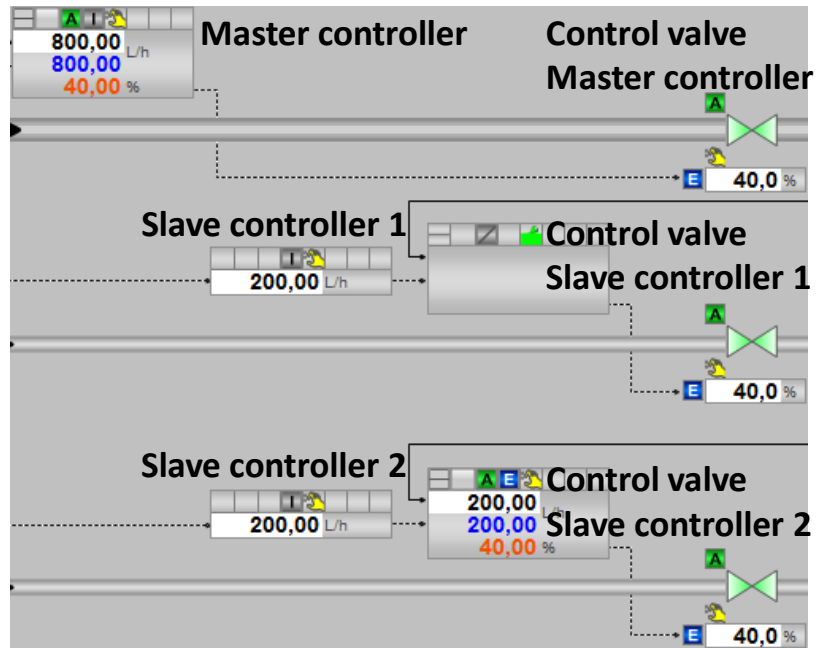 A I
800,00 L/h
800,00
40,00 %
Master controller
Control valve
Master controller
A
E 40,0 %
Slave controller 1
I
200,00 L/h
Control valve
Slave controller 1
A
E 40,0 %
Slave controller 2
I
200,00 L/h
A E
200,00
200,00
40,00 %
Control valve
Slave controller 2
A
E 40,0 %